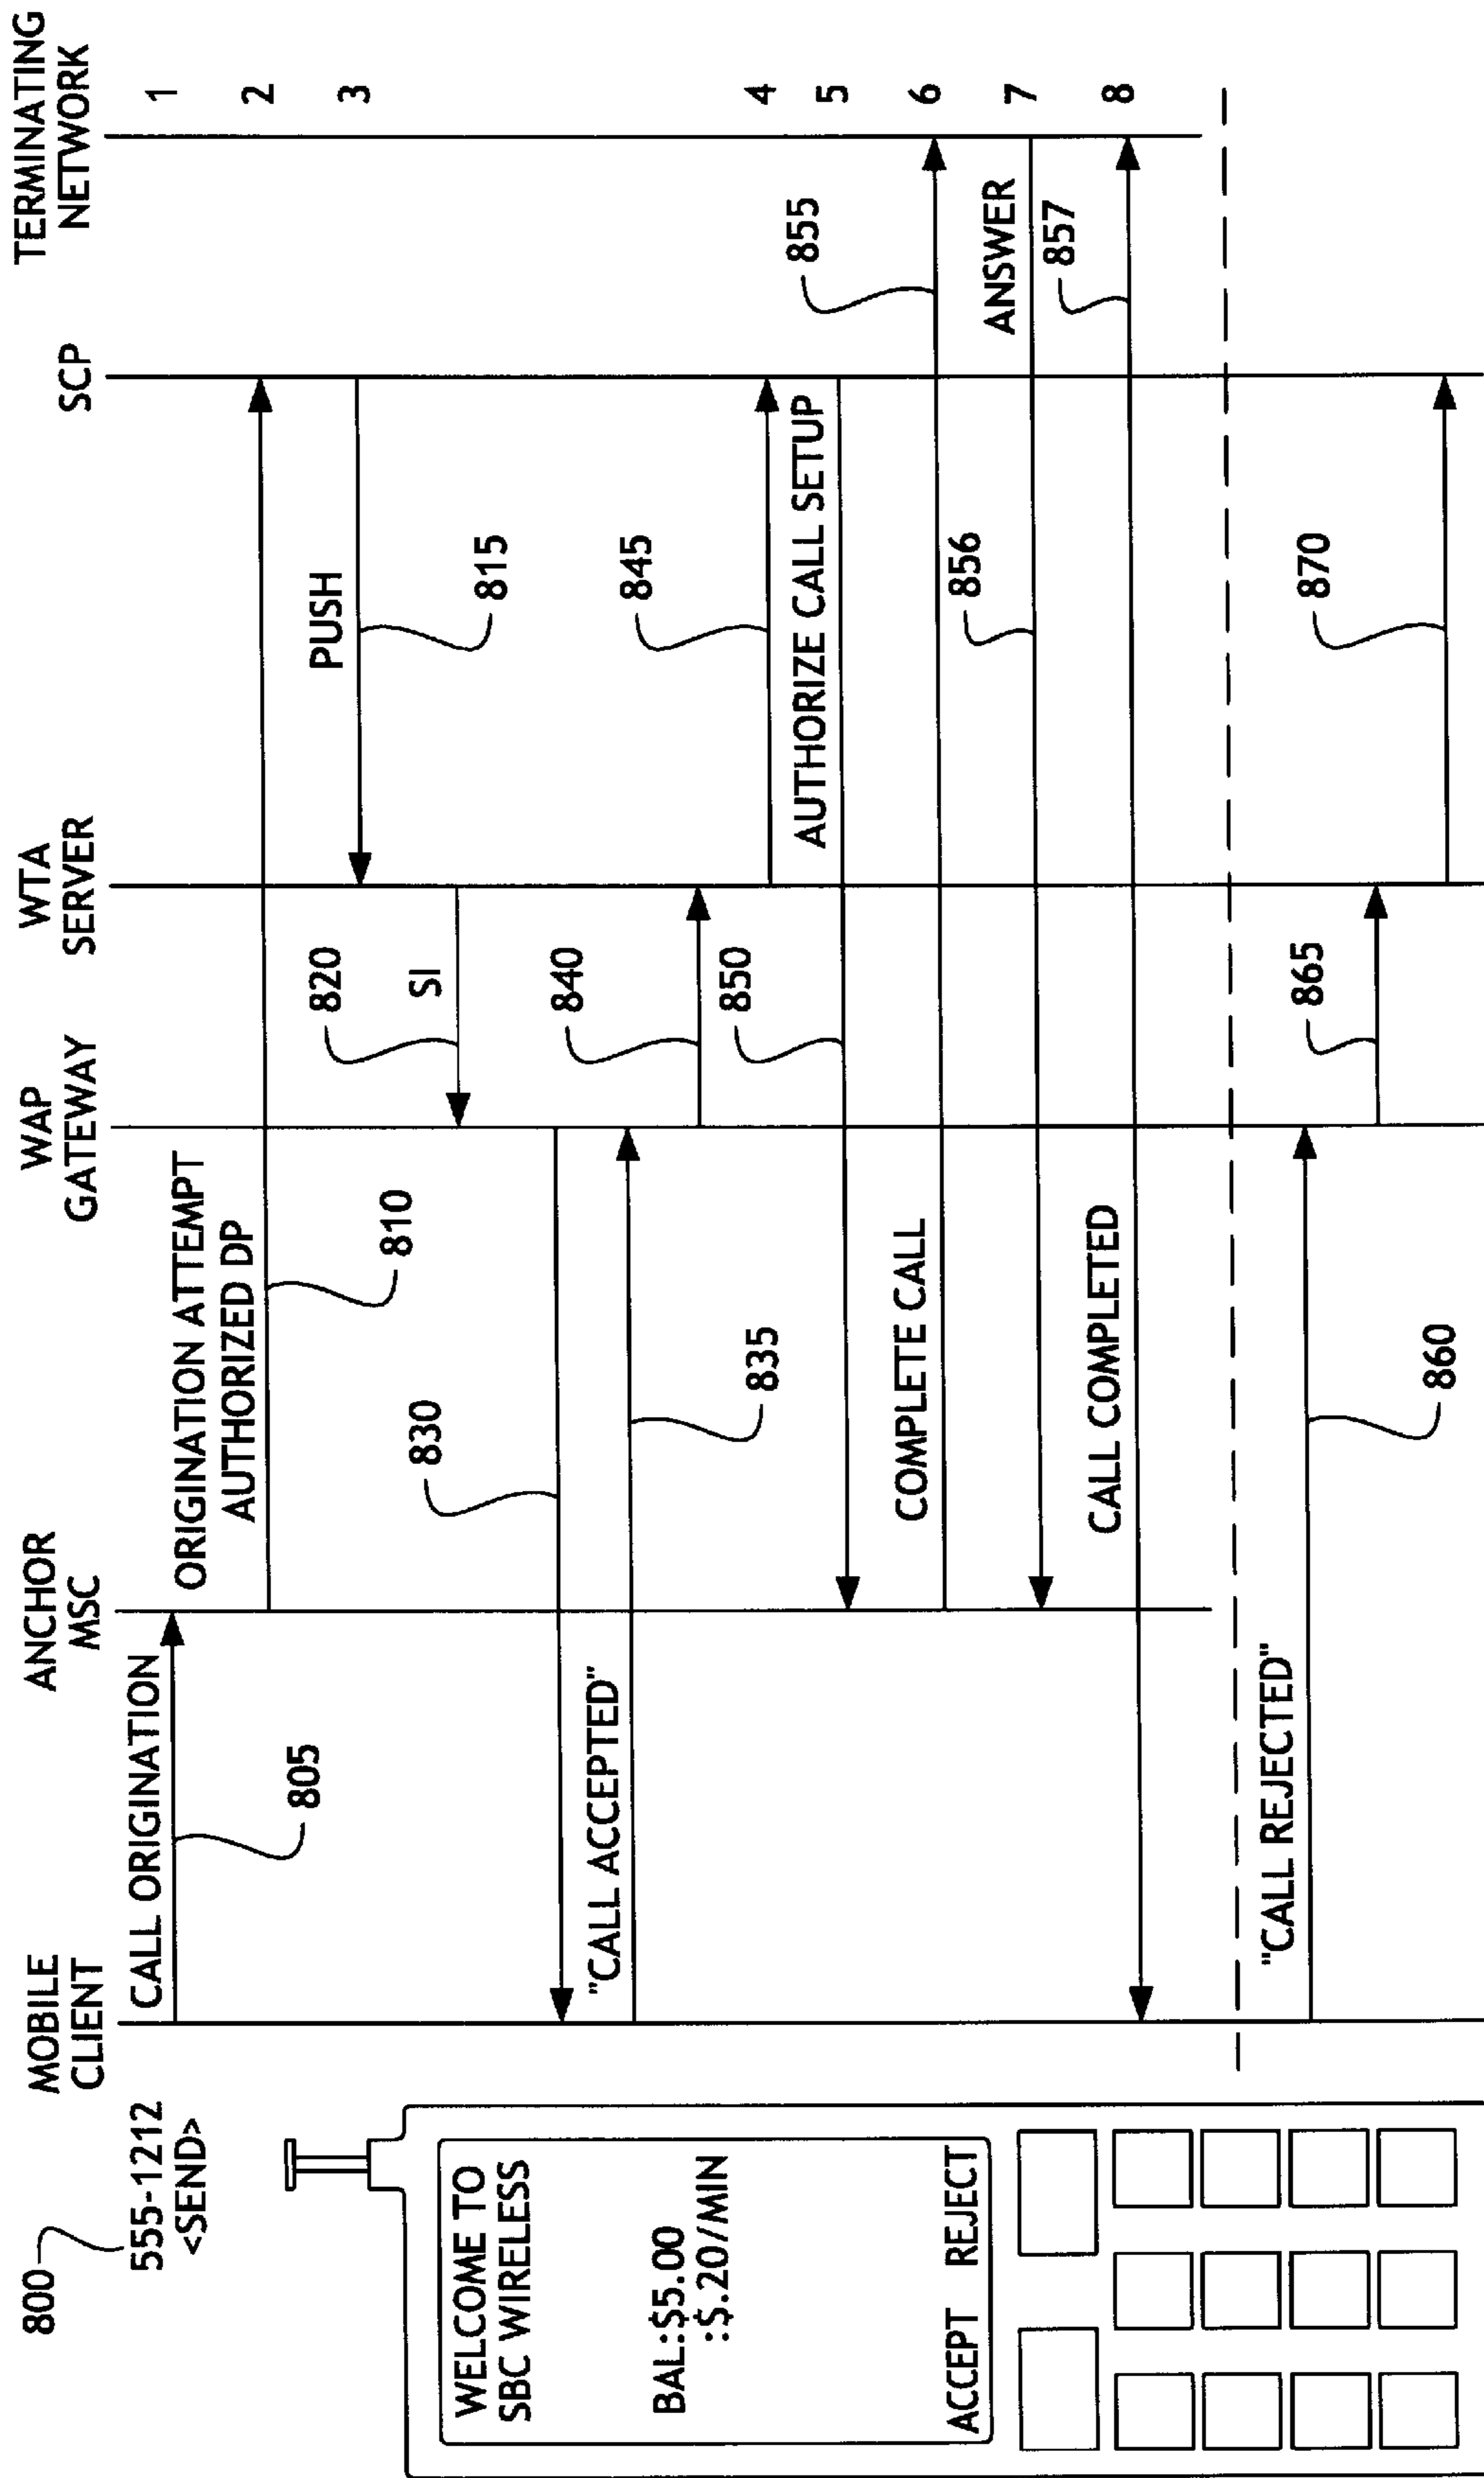 800
555-1212
<SEND>
WELCOME TO
SBC WIRELESS
BAL:$5.00
:$.20/MIN
ACCEPT REJECT
MOBILE
CLIENT
ANCHOR
MSC
WAP
GATEWAY
WTA
SERVER
SCP
TERMINATING
NETWORK
CALL ORIGINATION
805
1
ORIGINATION ATTEMPT
AUTHORIZED DP
810
2
PUSH
815
3
820
SI
830
"CALL ACCEPTED"
835
840
845
4
850
AUTHORIZE CALL SETUP
5
COMPLETE CALL
855
6
856
ANSWER
7
CALL COMPLETED
857
8
"CALL REJECTED"
860
865
870